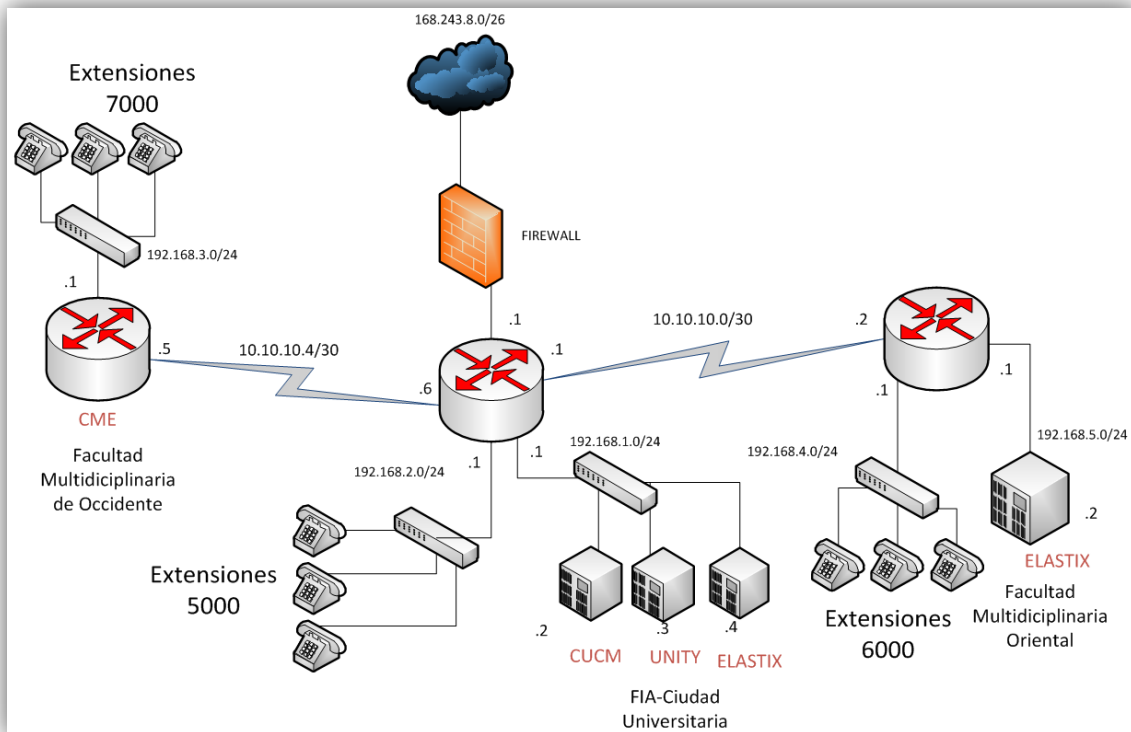 168.243.8.0/26
Extensiones
7000
FIREWALL
192.168.3.0/24
.1
.5
10.10.10.4/30
.6
CME
Facultad
Multidiciplinaria
de Occidente
.1
.1
10.10.10.0/30
.2
.1
.1
192.168.2.0/24
.1
.1
192.168.1.0/24
192.168.4.0/24
192.168.5.0/24
Extensiones
5000
.2
.3
.4
CUCM
UNITY
ELASTIX
FIA-Ciudad
Universitaria
Extensiones
6000
.2
ELASTIX
Facultad
Multidiciplinaria
Oriental